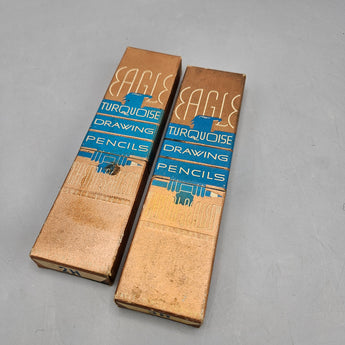 EAGLE
TURQUOISE
DRAWING
PENCILS
EAGLE
TURQUOISE
DRAWING
PENCILS